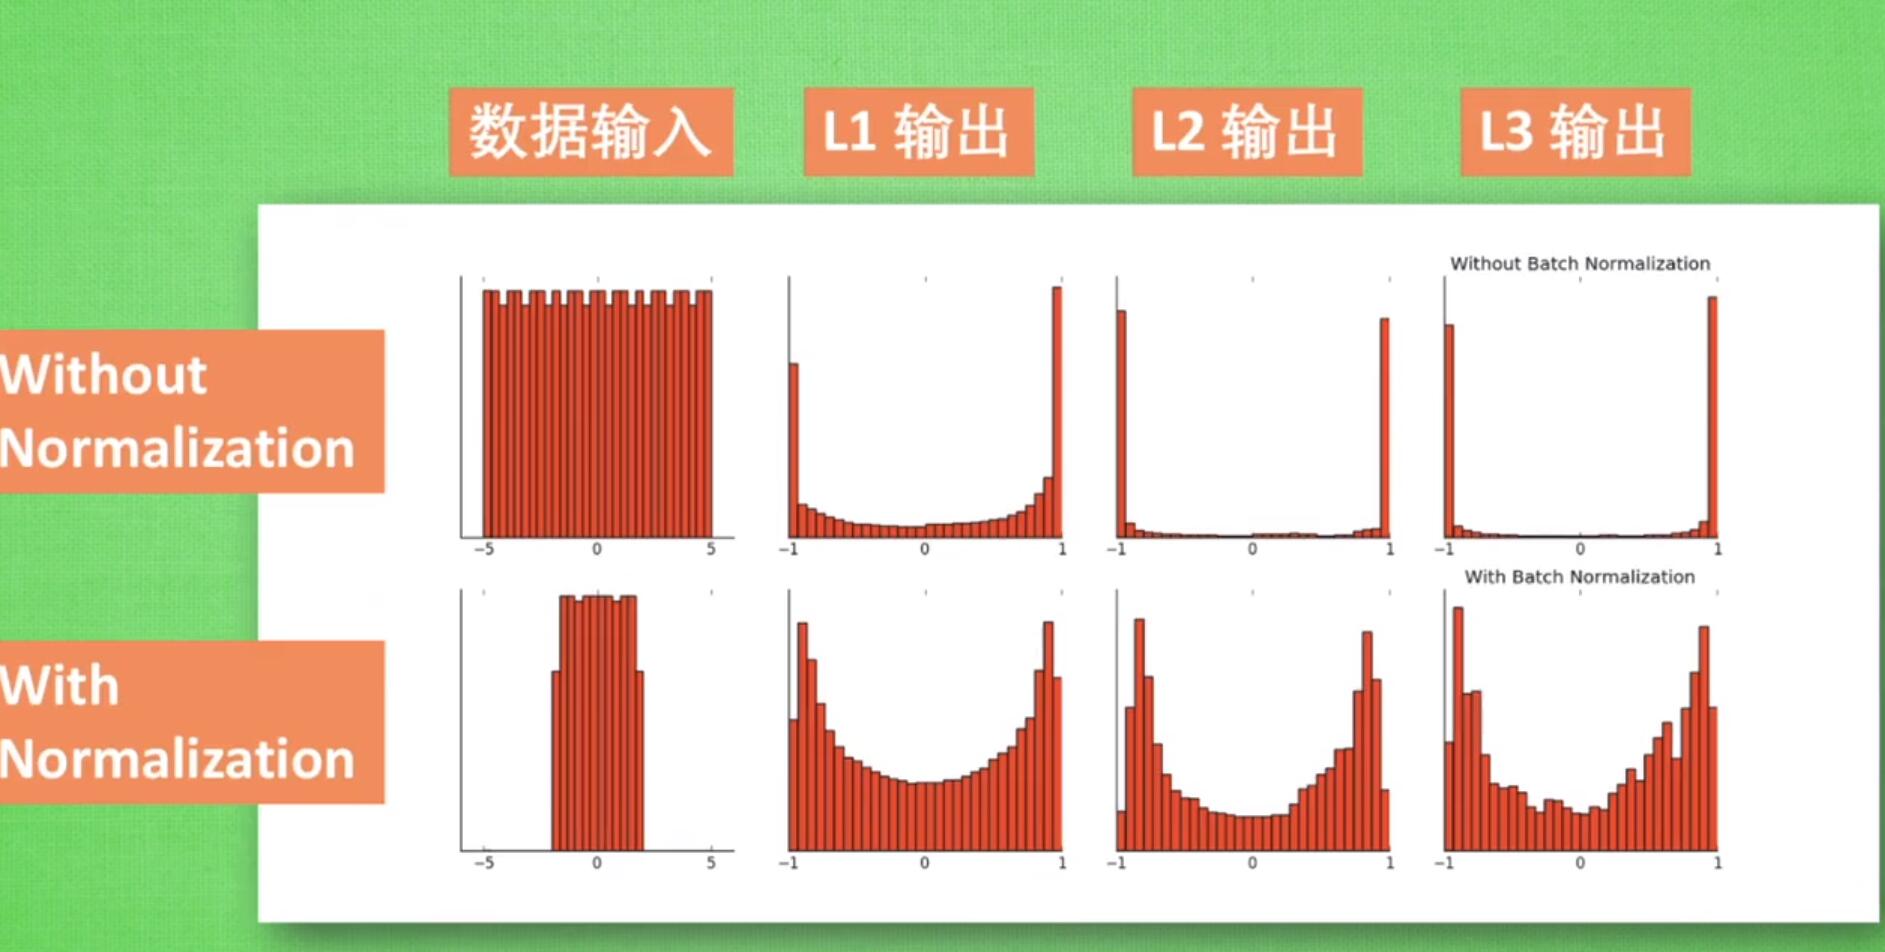 数据输入
L1 输出
L2 输出
L3 输出
Without Batch Normalization
Without
Normalization
−5 0 5
−1 0 1
−1 0 1
−1 0 1
With Batch Normalization
With
Normalization
−5 0 5
−1 0 1
−1 0 1
−1 0 1